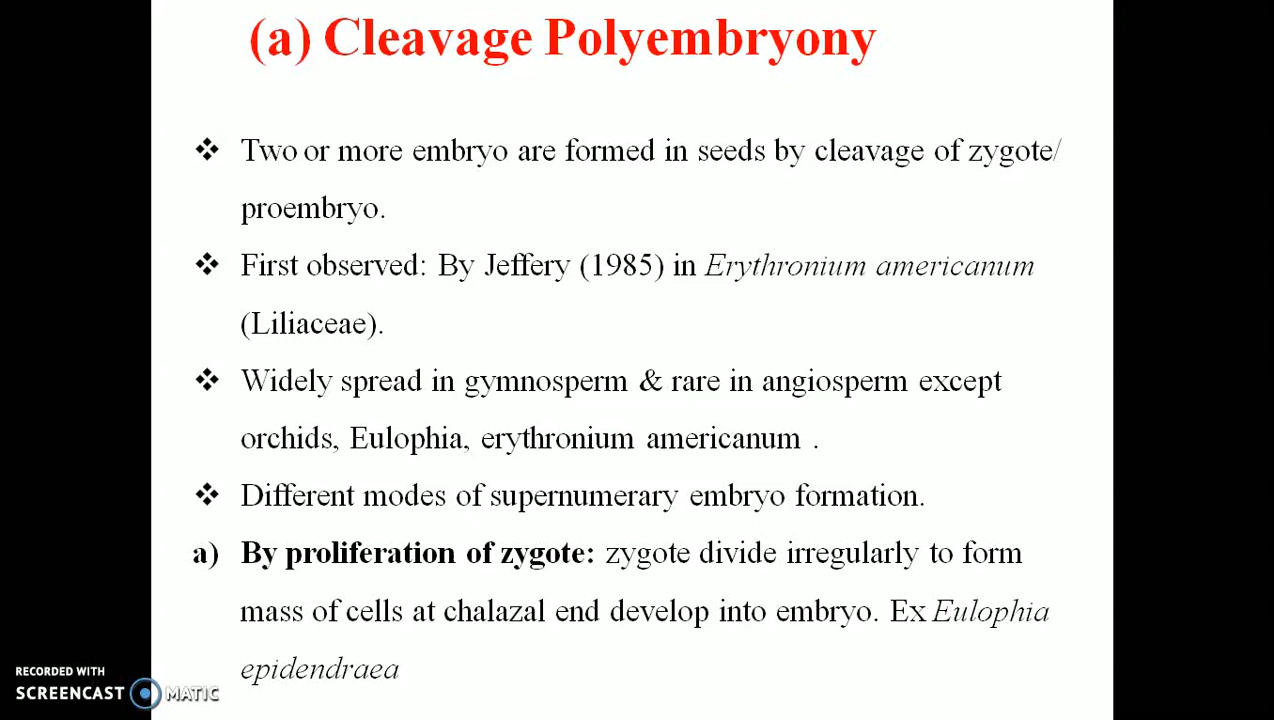 (a) Cleavage Polyembryony
❖ Two or more embryo are formed in seeds by cleavage of zygote/
proembryo.
❖ First observed: By Jeffery (1985) in Erythronium americanum
(Liliaceae).
❖ Widely spread in gymnosperm & rare in angiosperm except
orchids, Eulophia, erythronium americanum .
❖ Different modes of supernumerary embryo formation.
a) By proliferation of zygote: zygote divide irregularly to form
mass of cells at chalazal end develop into embryo. Ex Eulophia
epidendraea
RECORDED WITH
SCREENCAST MATIC